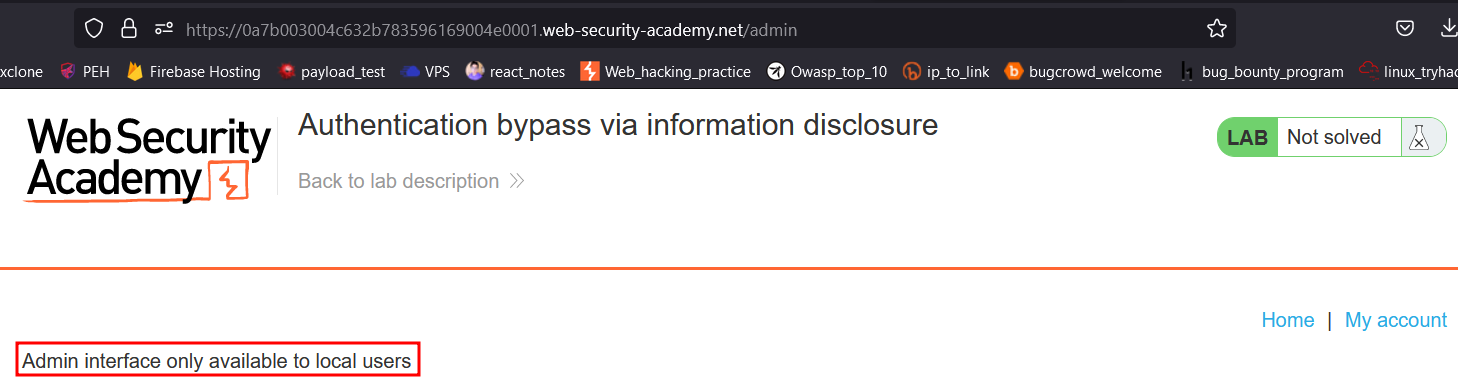 https://0a7b003004c632b783596169004e0001.web-security-academy.net/admin
xclone PEH Firebase Hosting payload_test VPS react_notes Web_hacking_practice Owasp_top_10 ip_to_link bugcrowd_welcome bug_bounty_program linux_tryhac
Web Security
Academy
Authentication bypass via information disclosure
LAB Not solved
Back to lab description
Home | My account
Admin interface only available to local users